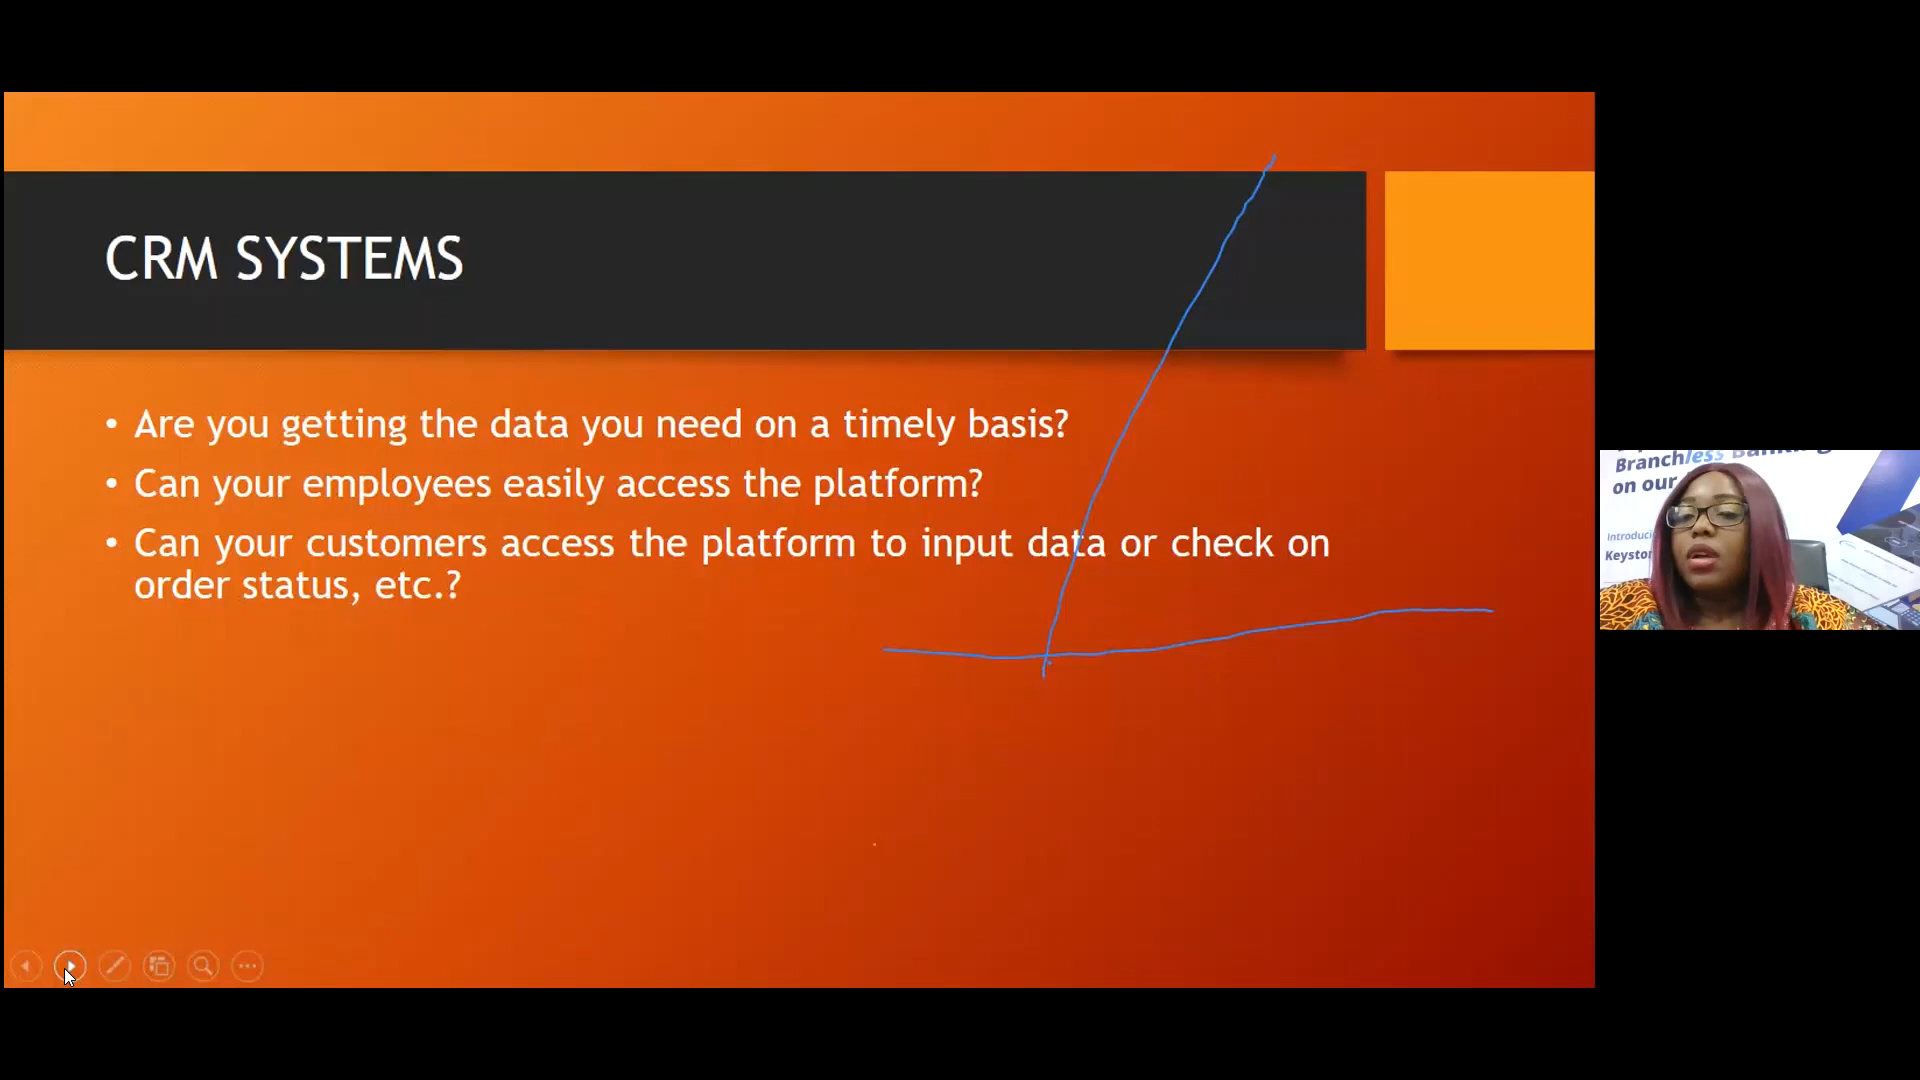 CRM SYSTEMS
• Are you getting the data you need on a timely basis?
• Can your employees easily access the platform?
• Can your customers access the platform to input data or check on
order status, etc.?
Branchless Banking
on our